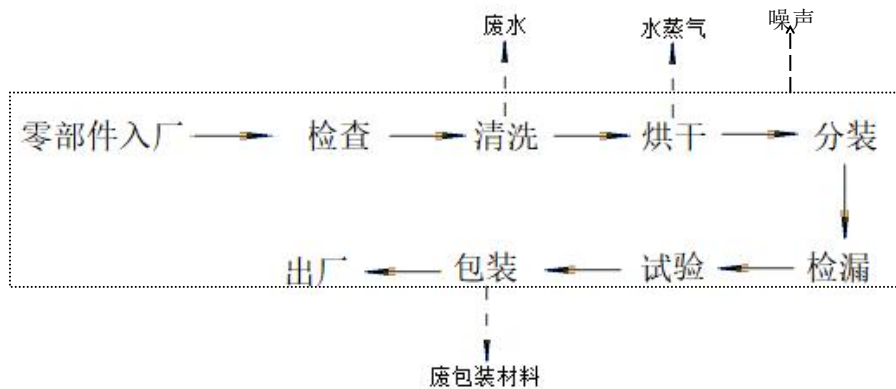 废水 水蒸气 噪声
零部件入厂 检查 清洗 烘干 分装
出厂 包装 试验 检漏
废包装材料